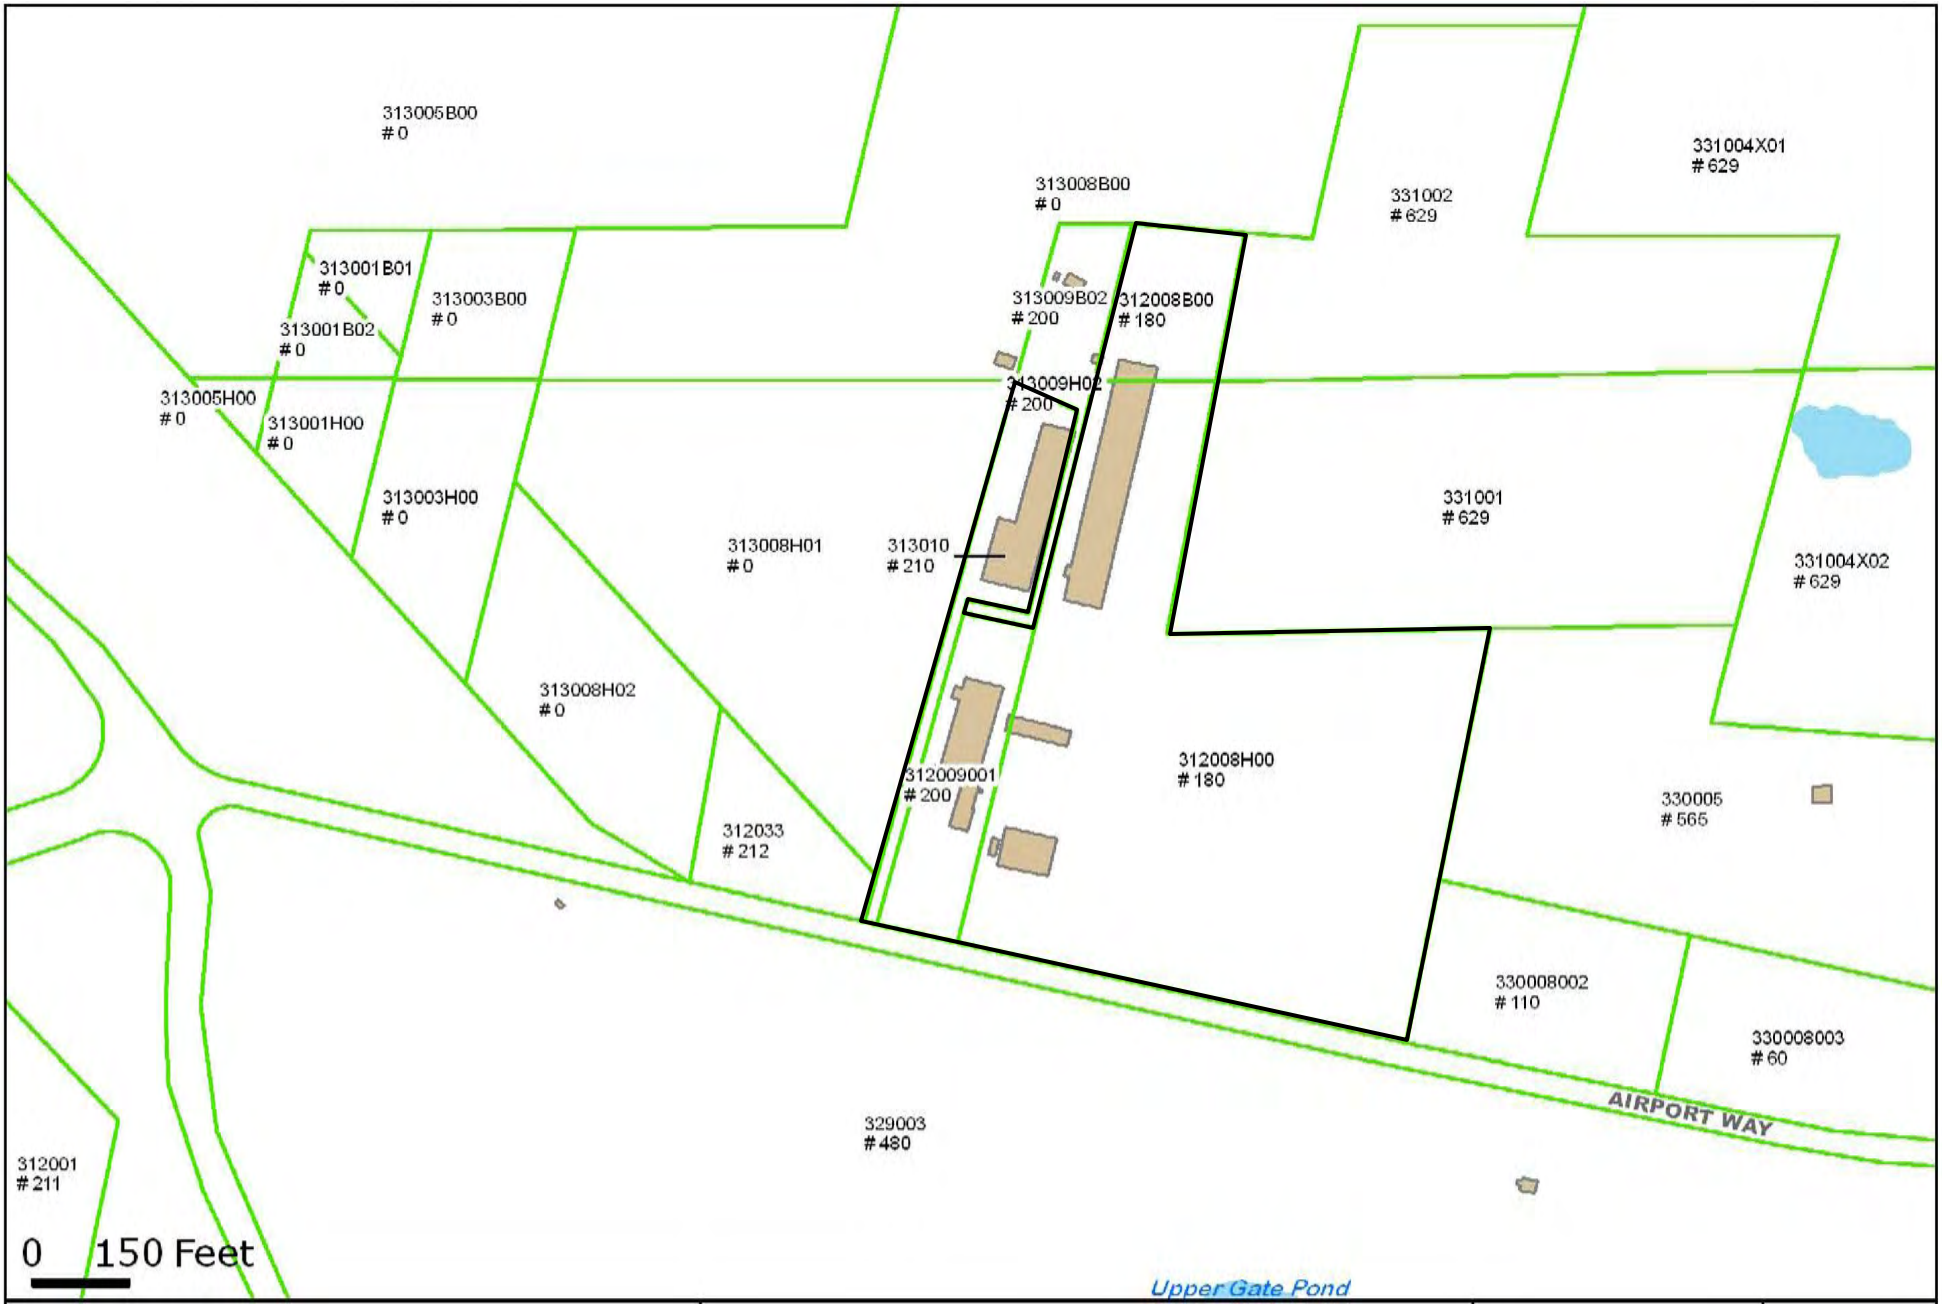 313005B00
#0
331004X01
#629
313008B00
#0
331002
#629
313001B01
#0
313003B00
#0
313009B02
#200
312008B00
#180
313001B02
#0
313009H02
#200
313005H00
#0
313001H00
#0
313003H00
#0
331001
#629
313008H01
#0
313010
#210
331004X02
#629
313008H02
#0
312008H00
#180
312009001
#200
330005
#565
312033
#212
330008002
#110
330008003
#60
AIRPORT WAY
329003
#480
312001
#211
0 150 Feet
Upper Gate Pond